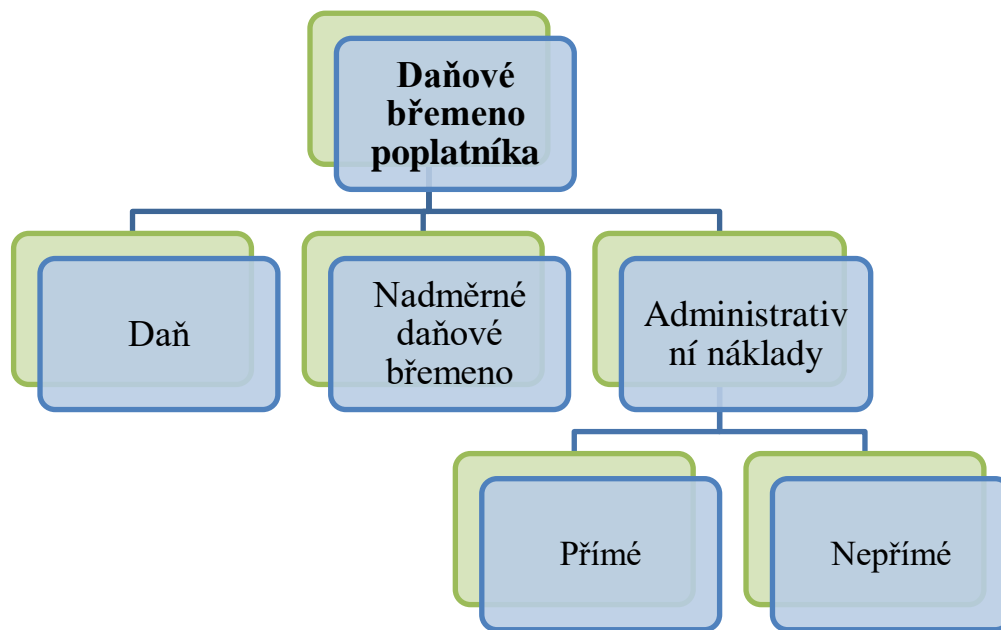 Daňové
břemeno
poplatníka
Daň
Nadměrné
daňové
břemeno
Administrativ
ní náklady
Přímé
Nepřímé